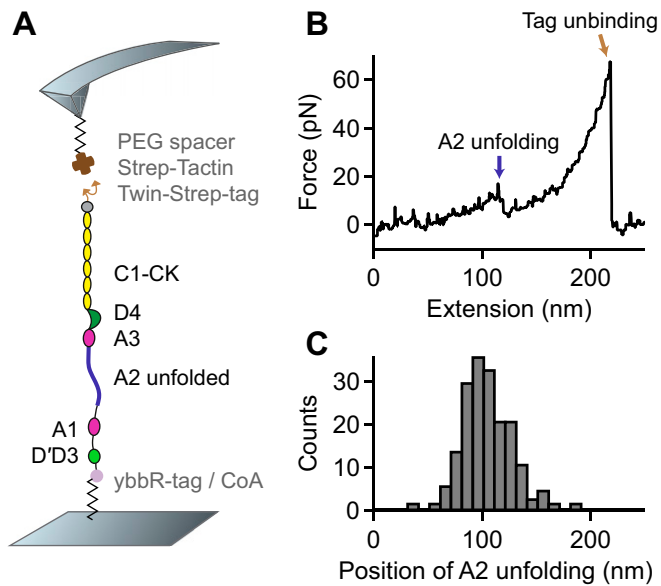 A
PEG spacer
Strep-Tactin
Twin-Strep-tag
C1-CK
D4
A3
A2 unfolded
A1
D′D3
ybbR-tag / CoA
B
Tag unbinding
A2 unfolding
Force (pN)
60
40
20
0
0 100 200
Extension (nm)
C
Counts
30
20
10
0
0 100 200
Position of A2 unfolding (nm)